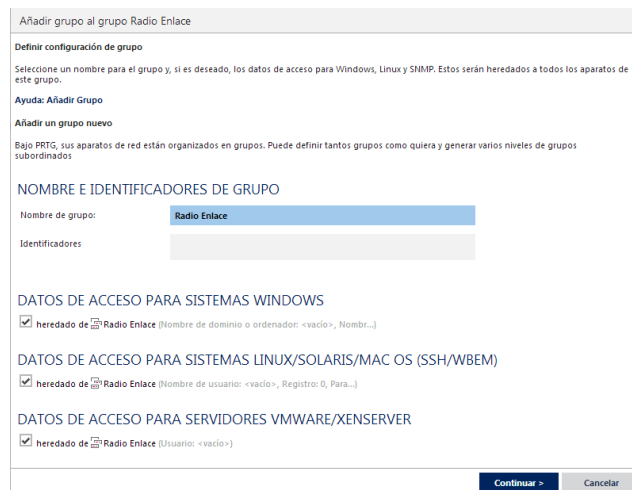 Añadir grupo al grupo Radio Enlace
Definir configuración de grupo
Seleccione un nombre para el grupo y, si es deseado, los datos de acceso para Windows, Linux y SNMP. Estos serán heredados a todos los aparatos de
este grupo.
Ayuda: Añadir Grupo
Añadir un grupo nuevo
Bajo PRTG, sus aparatos de red están organizados en grupos. Puede definir tantos grupos como quiera y generar varios niveles de grupos
subordinados
NOMBRE E IDENTIFICADORES DE GRUPO
Nombre de grupo: Radio Enlace
Identificadores
DATOS DE ACCESO PARA SISTEMAS WINDOWS
heredado de Radio Enlace (Nombre de dominio o ordenador: <vacío>, Nombr...)
DATOS DE ACCESO PARA SISTEMAS LINUX/SOLARIS/MAC OS (SSH/WBEM)
heredado de Radio Enlace (Nombre de usuario: <vacío>, Registro: 0, Para...)
DATOS DE ACCESO PARA SERVIDORES VMWARE/XENSERVER
heredado de Radio Enlace (Usuario: <vacío>)
Continuar > Cancelar